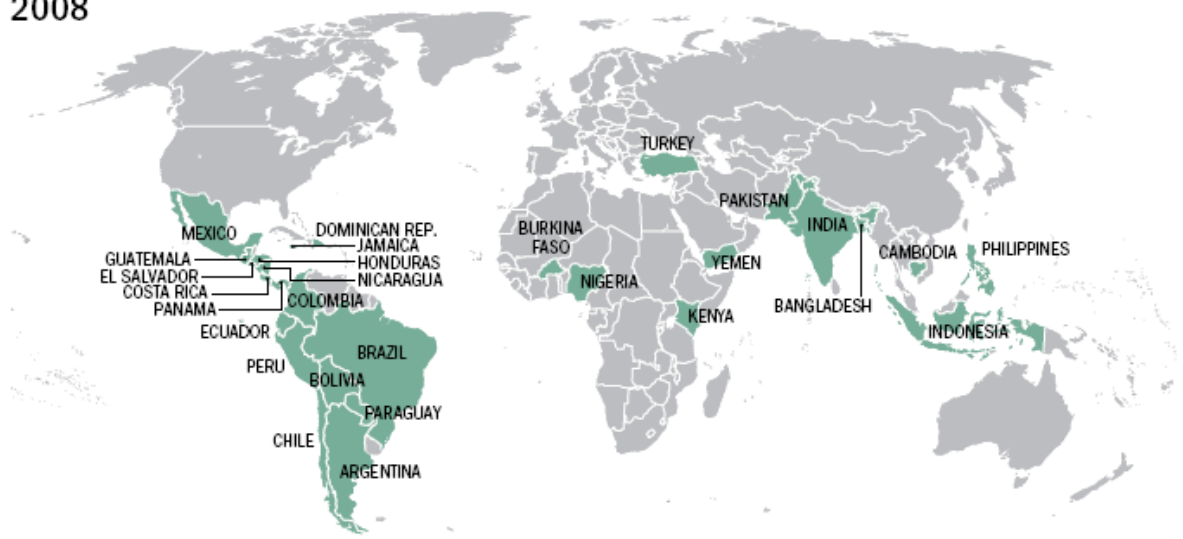 2008
TURKEY
PAKISTAN
INDIA
MEXICO
DOMINICAN REP.
JAMAICA
BURKINA
FASO
CAMBODIA
PHILIPPINES
GUATEMALA
HONDURAS
YEMEN
EL SALVADOR
NICARAGUA
NIGERIA
COSTA RICA
COLOMBIA
PANAMA
BANGLADESH
KENYA
ECUADOR
INDONESIA
PERU
BRAZIL
BOLIVIA
PARAGUAY
CHILE
ARGENTINA